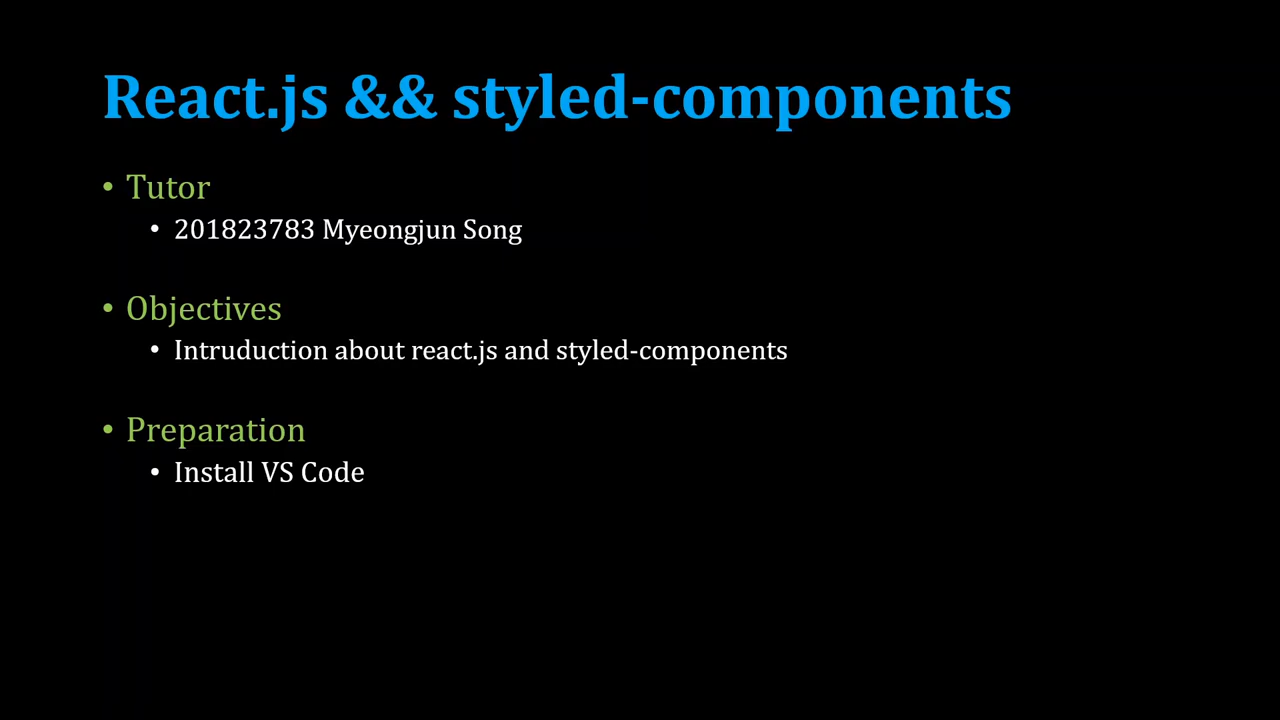 React.js && styled-components
• Tutor
• 201823783 Myeongjun Song
• Objectives
• Intruduction about react.js and styled-components
• Preparation
• Install VS Code